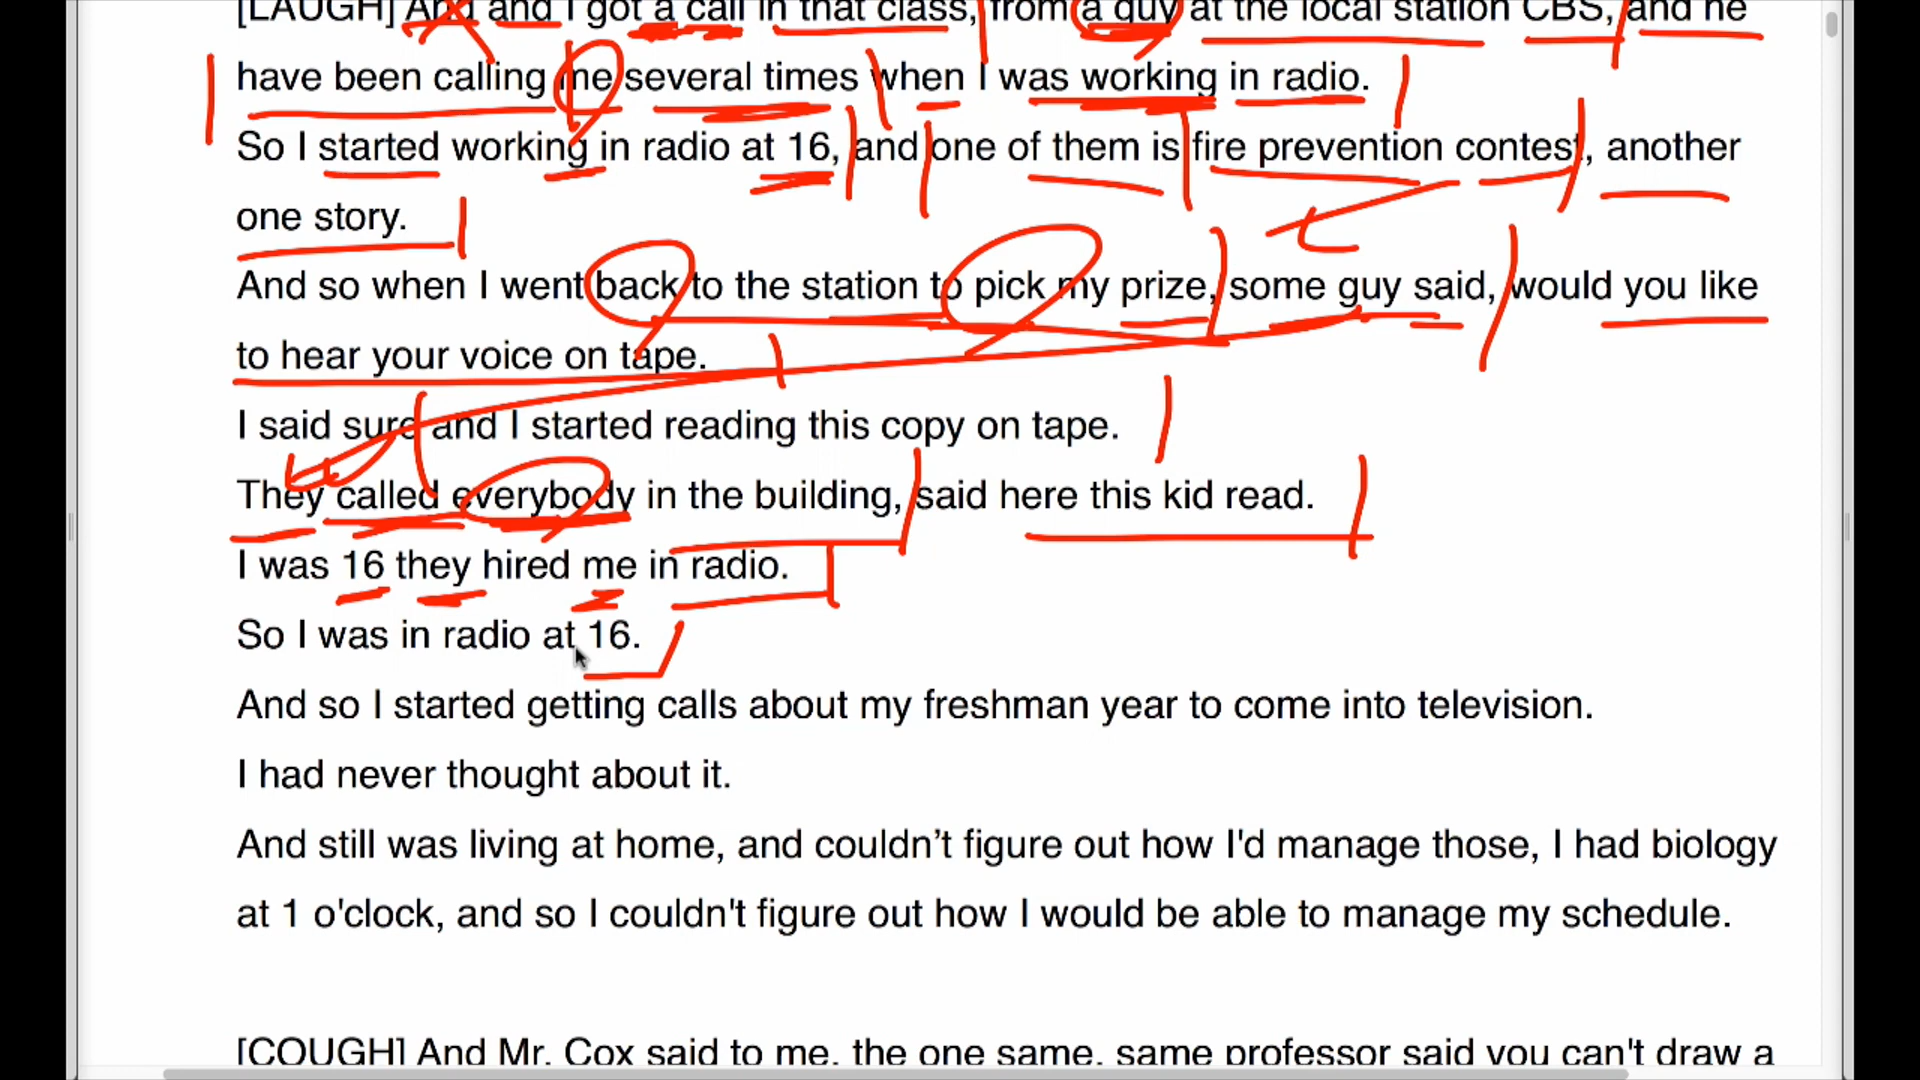 [LAUGH] And and I got a call in that class, from a guy at the local station CBS, and he
have been calling me several times when I was working in radio.
So I started working in radio at 16, and one of them is fire prevention contest, another
one story.
And so when I went back to the station to pick my prize, some guy said, would you like
to hear your voice on tape.
I said sure and I started reading this copy on tape.
They called everybody in the building, said here this kid read.
I was 16 they hired me in radio.
So I was in radio at 16.
And so I started getting calls about my freshman year to come into television.
I had never thought about it.
And still was living at home, and couldn’t figure out how I'd manage those, I had biology
at 1 o'clock, and so I couldn't figure out how I would be able to manage my schedule.
[COUGH] And Mr. Cox said to me, the one same, same professor said you can't draw a